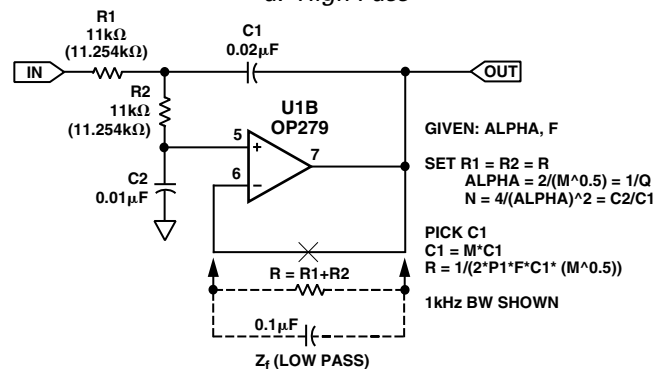 a. High Pass
R1
11kΩ
(11.254kΩ)
C1
0.02µF
IN
OUT
R2
11kΩ
(11.254kΩ)
U1B
OP279
5
6
7
+
−
C2
0.01µF
GIVEN: ALPHA, F
SET R1 = R2 = R
ALPHA = 2/(M^0.5) = 1/Q
N = 4/(ALPHA)^2 = C2/C1
PICK C1
C1 = M*C1
R = 1/(2*P1*F*C1* (M^0.5))
1kHz BW SHOWN
R = R1+R2
0.1µF
Zf (LOW PASS)